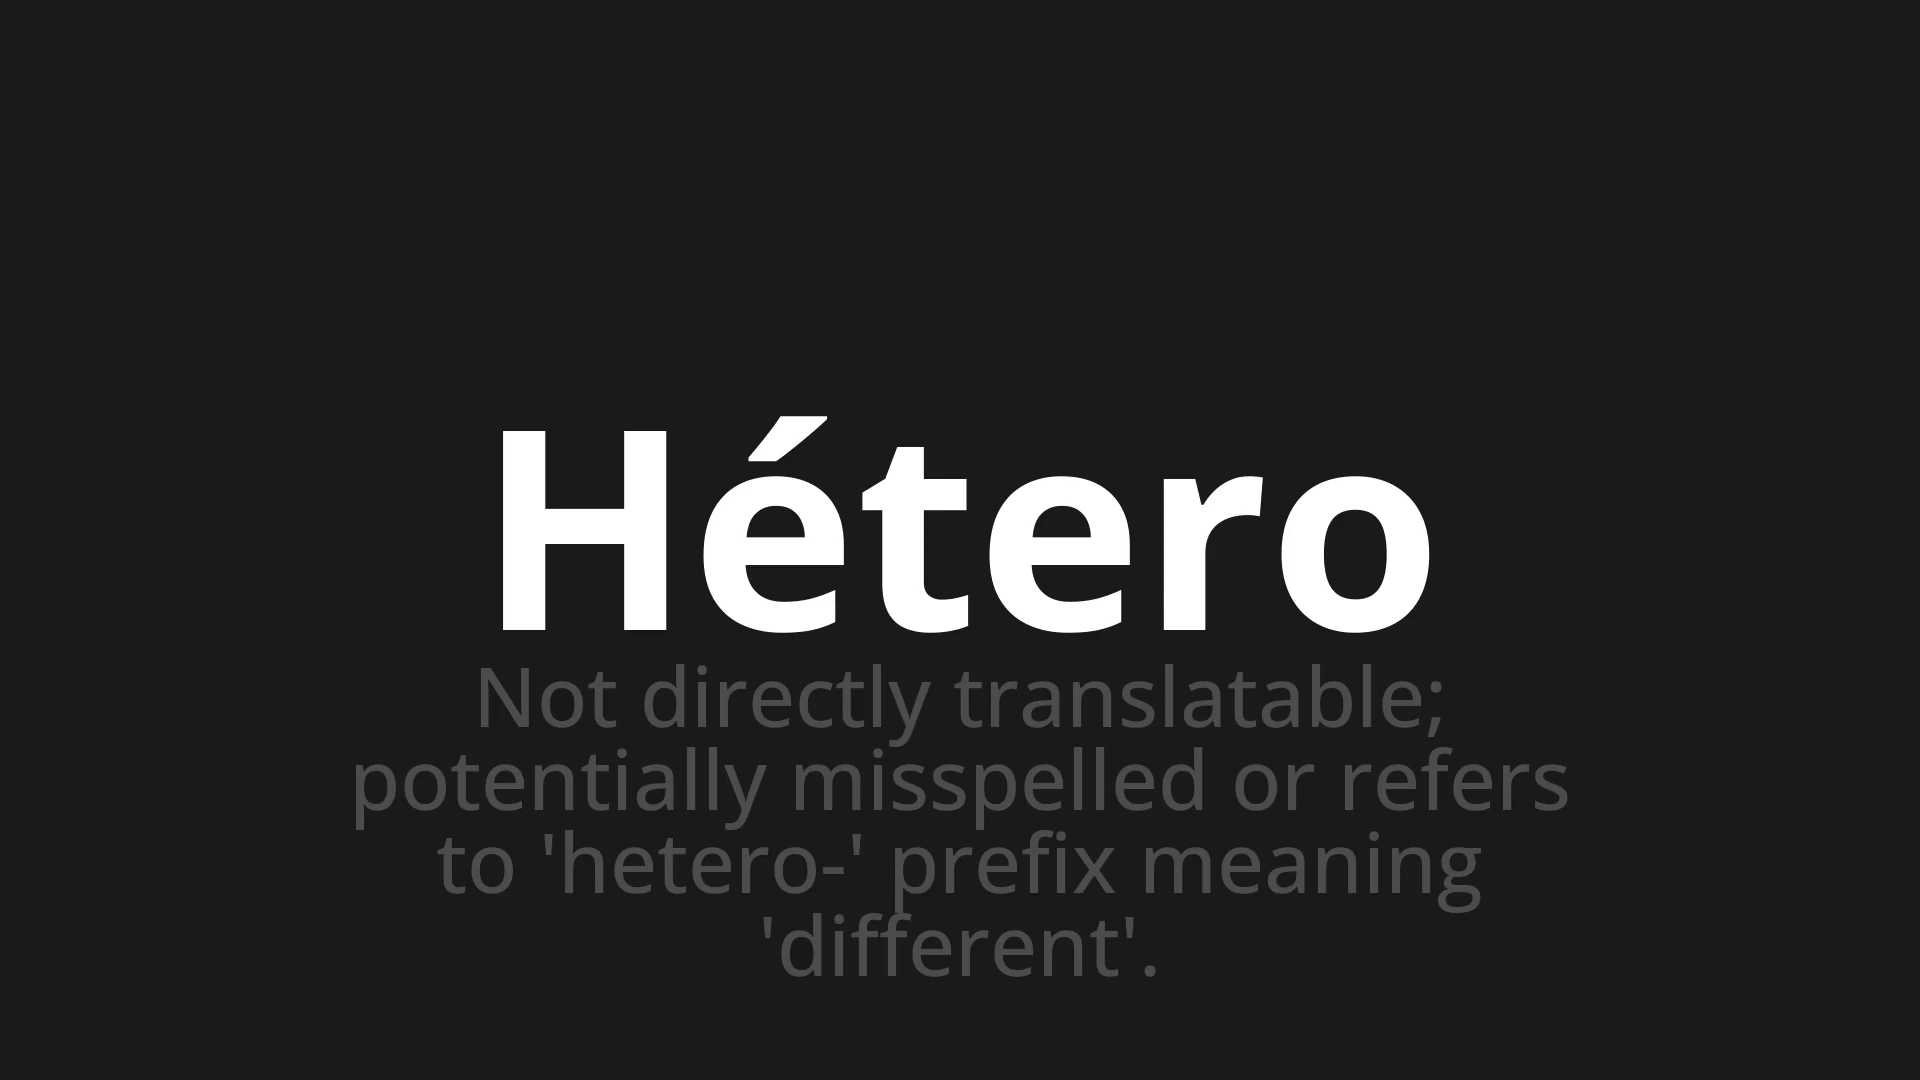 Hétero
Not directly translatable;
potentially misspelled or refers
to 'hetero-' prefix meaning
'different'.